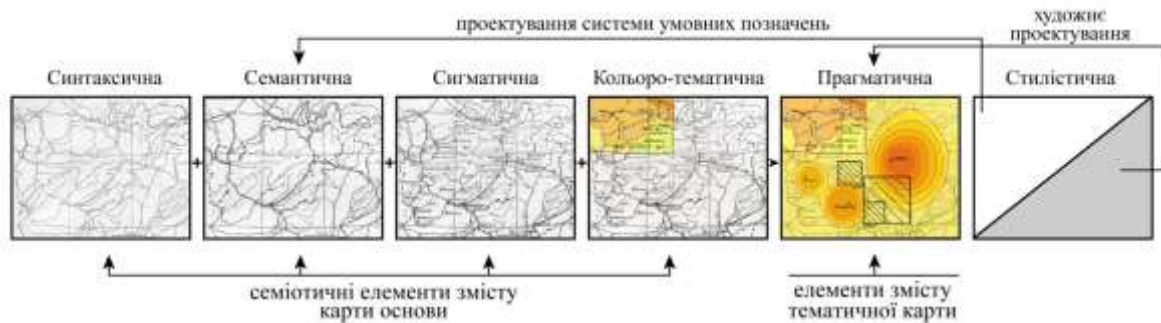 проектування системи умовних позначень
художнє
проектування
Синтаксична
Семантична
Сигматична
Кольоро-тематична
Прагматична
Стилістична
семіотичні елементи змісту
карти основи
елементи змісту
тематичної карти